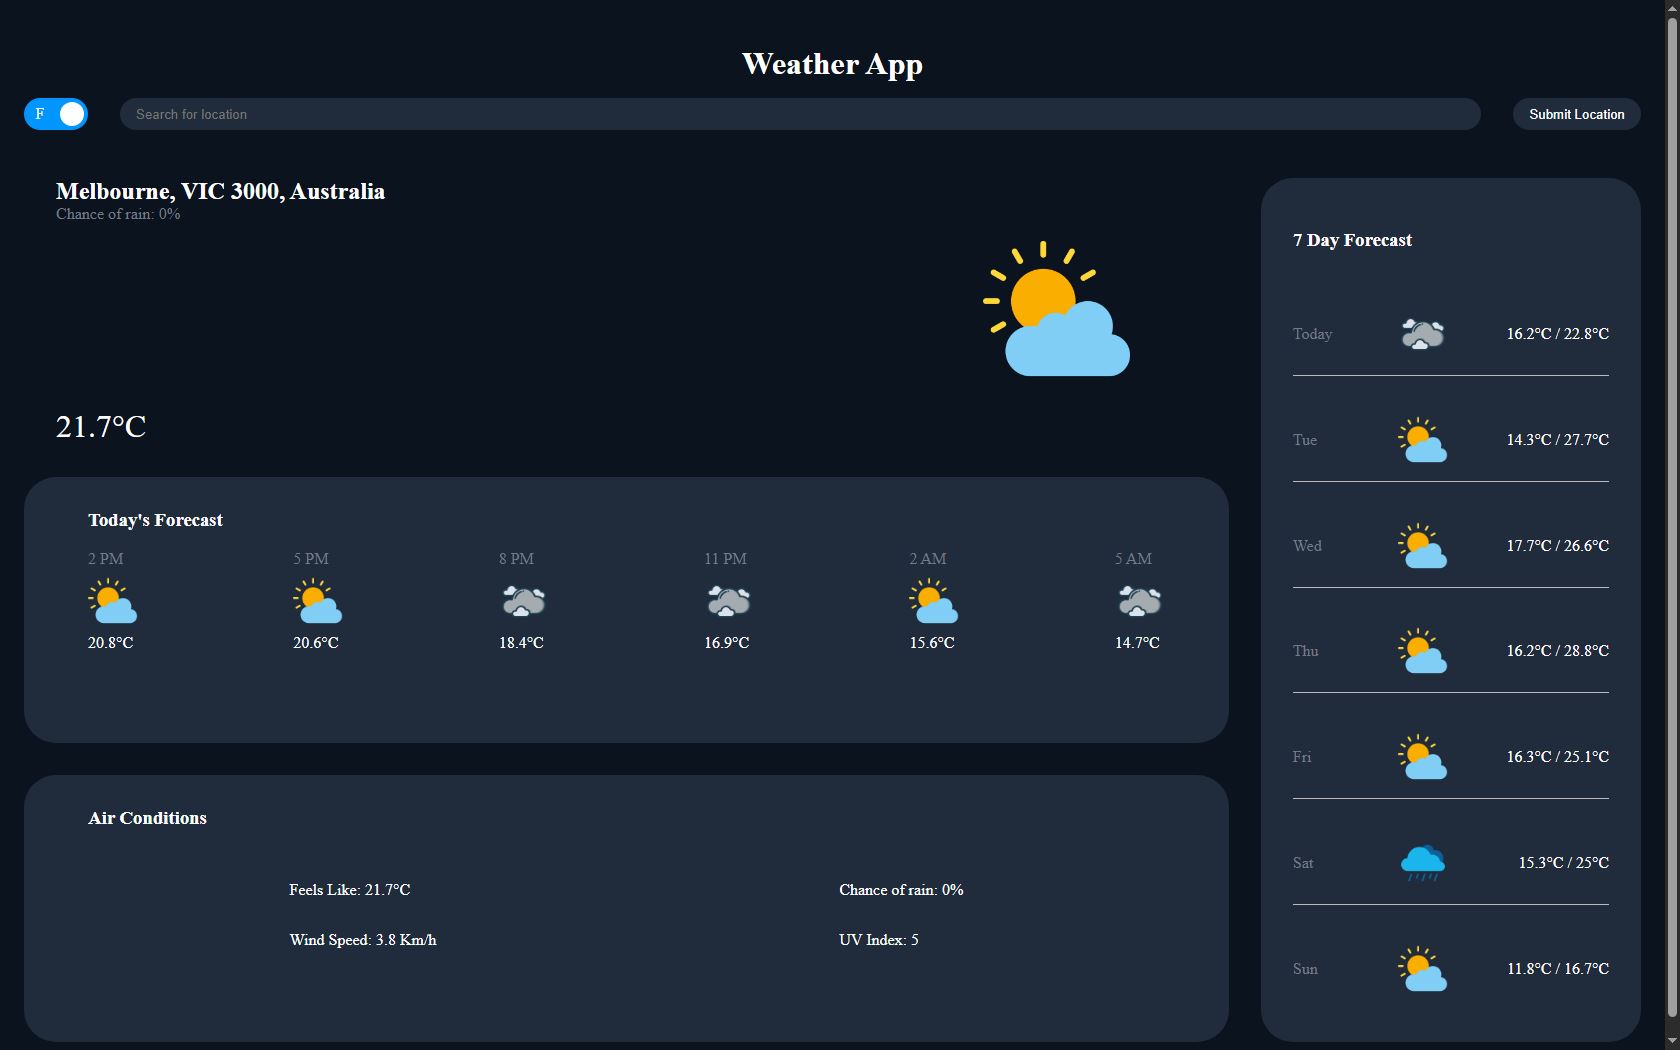 Weather App
F
Search for location
Submit Location
Melbourne, VIC 3000, Australia
Chance of rain: 0%
21.7°C
Today's Forecast
2 PM 5 PM 8 PM 11 PM 2 AM 5 AM
20.8°C 20.6°C 18.4°C 16.9°C 15.6°C 14.7°C
Air Conditions
Feels Like: 21.7°C Chance of rain: 0%
Wind Speed: 3.8 Km/h UV Index: 5
7 Day Forecast
Today 16.2°C / 22.8°C
Tue 14.3°C / 27.7°C
Wed 17.7°C / 26.6°C
Thu 16.2°C / 28.8°C
Fri 16.3°C / 25.1°C
Sat 15.3°C / 25°C
Sun 11.8°C / 16.7°C